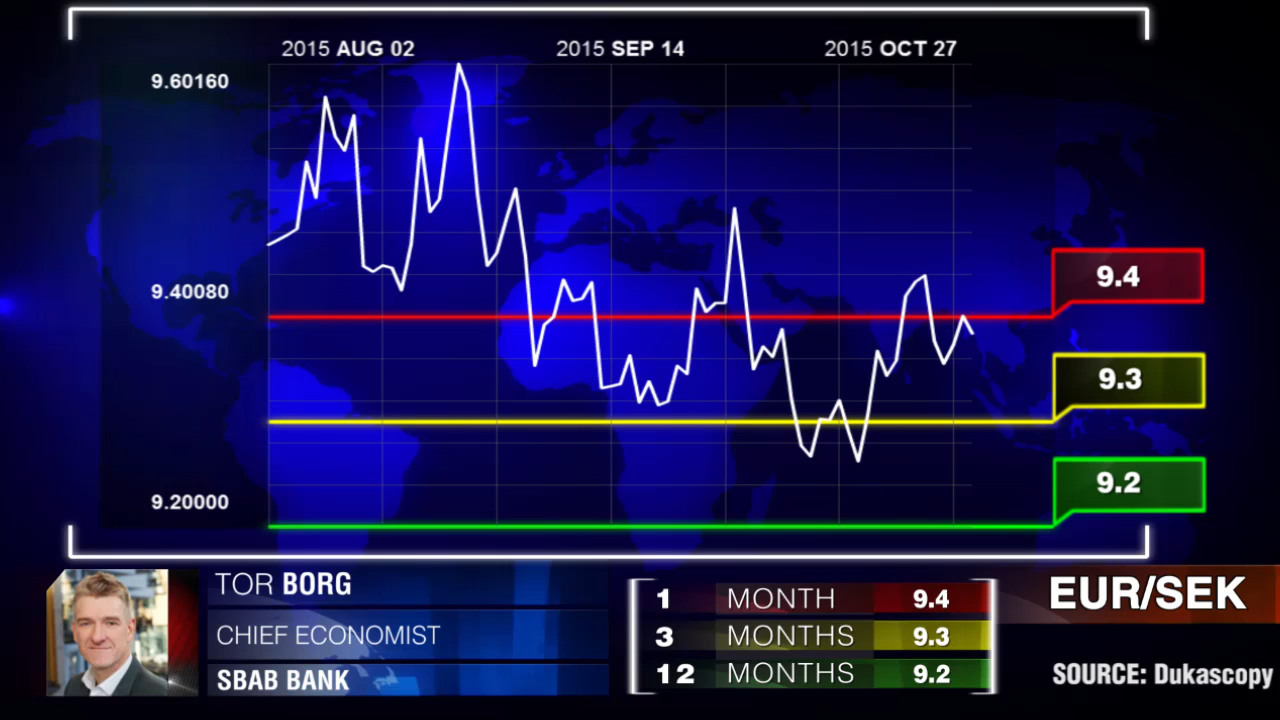 2015 AUG 02
2015 SEP 14
2015 OCT 27
9.60160
9.40080
9.20000
9.4
9.3
9.2
TOR BORG
CHIEF ECONOMIST
SBAB BANK
1 MONTH 9.4
3 MONTHS 9.3
12 MONTHS 9.2
EUR/SEK
SOURCE: Dukascopy